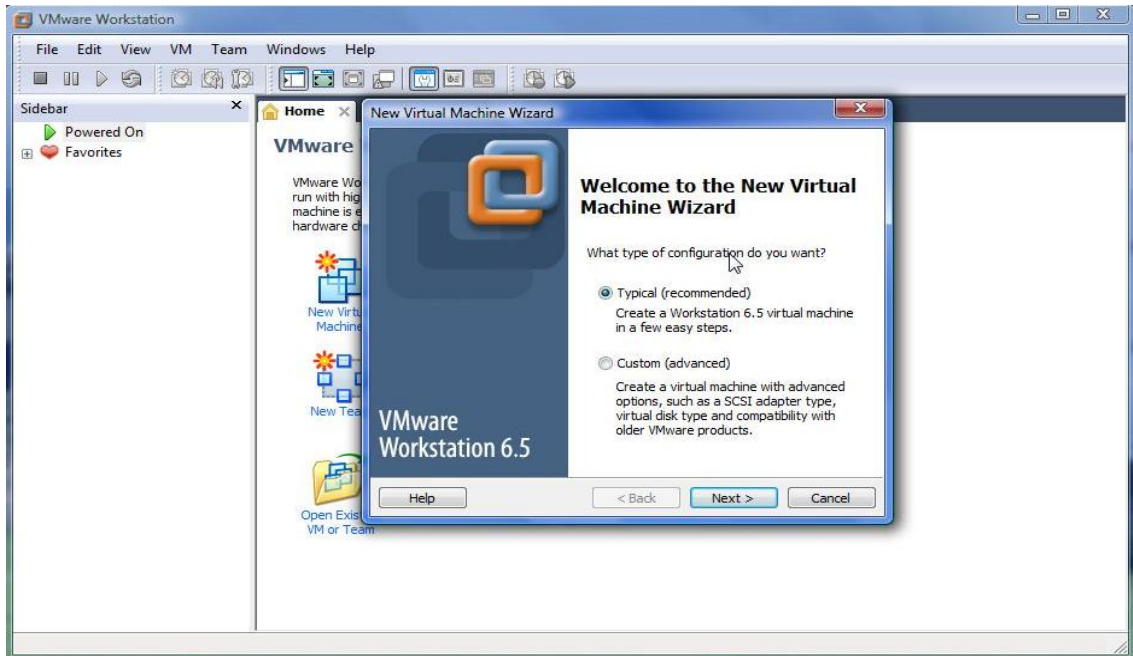 VMware Workstation
File Edit View VM Team Windows Help
Sidebar
Powered On
Favorites
Home
VMware
VMware Wo
run with hig
machine is e
hardware ch
New Virtu
Machine
New Tea
Open Exis
VM or Team
New Virtual Machine Wizard
VMware
Workstation 6.5
Welcome to the New Virtual
Machine Wizard
What type of configuration do you want?
Typical (recommended)
Create a Workstation 6.5 virtual machine
in a few easy steps.
Custom (advanced)
Create a virtual machine with advanced
options, such as a SCSI adapter type,
virtual disk type and compatibility with
older VMware products.
Help
< Back
Next >
Cancel